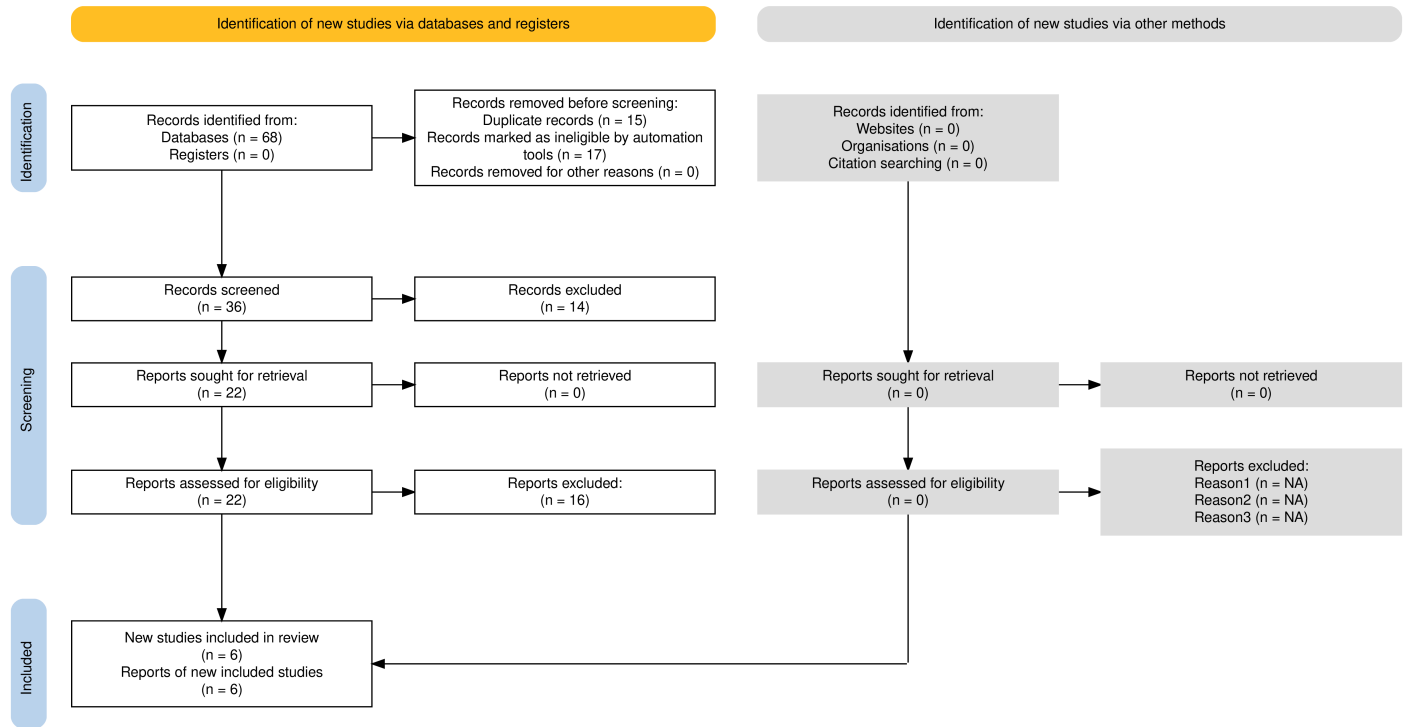 Identification of new studies via databases and registers
Identification of new studies via other methods
Identification
Records identified from:
Databases (n = 68)
Registers (n = 0)
Records removed before screening:
Duplicate records (n = 15)
Records marked as ineligible by automation
tools (n = 17)
Records removed for other reasons (n = 0)
Records identified from:
Websites (n = 0)
Organisations (n = 0)
Citation searching (n = 0)
Screening
Records screened
(n = 36)
Records excluded
(n = 14)
Reports sought for retrieval
(n = 22)
Reports not retrieved
(n = 0)
Reports sought for retrieval
(n = 0)
Reports not retrieved
(n = 0)
Reports assessed for eligibility
(n = 22)
Reports excluded:
(n = 16)
Reports assessed for eligibility
(n = 0)
Reports excluded:
Reason1 (n = NA)
Reason2 (n = NA)
Reason3 (n = NA)
Included
New studies included in review
(n = 6)
Reports of new included studies
(n = 6)